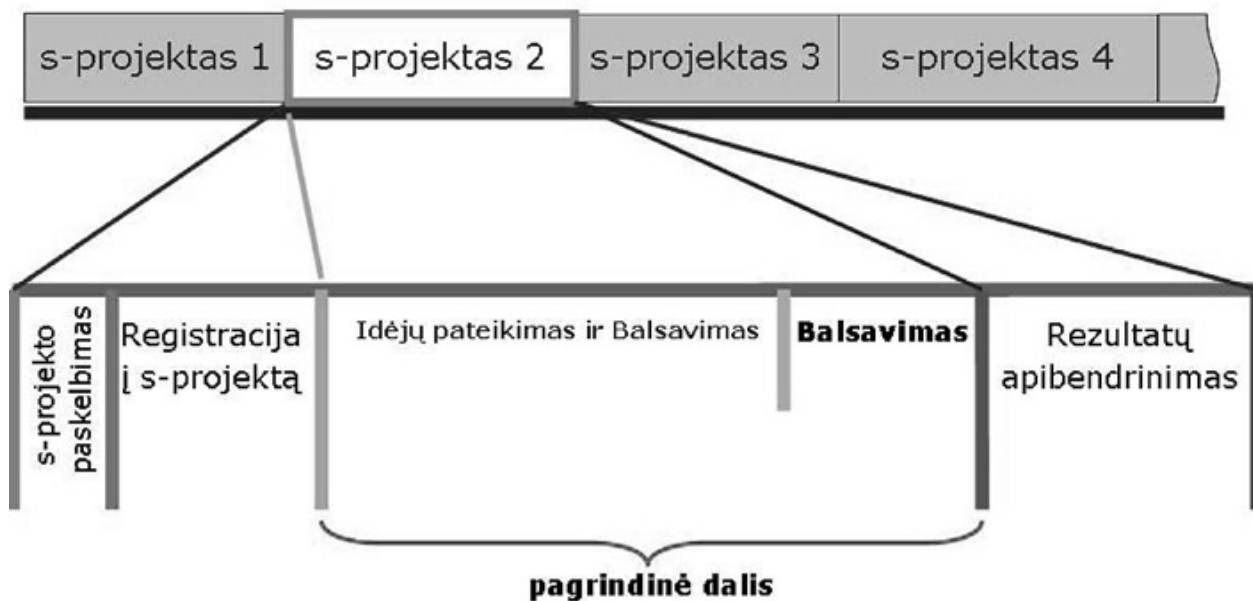 s-projektas 1
s-projektas 2
s-projektas 3
s-projektas 4
s-projekto
paskelbimas
Registracija
į s-projektą
Idėjų pateikimas ir Balsavimas
Balsavimas
Rezultatų
apibendrinimas
pagrindinė dalis